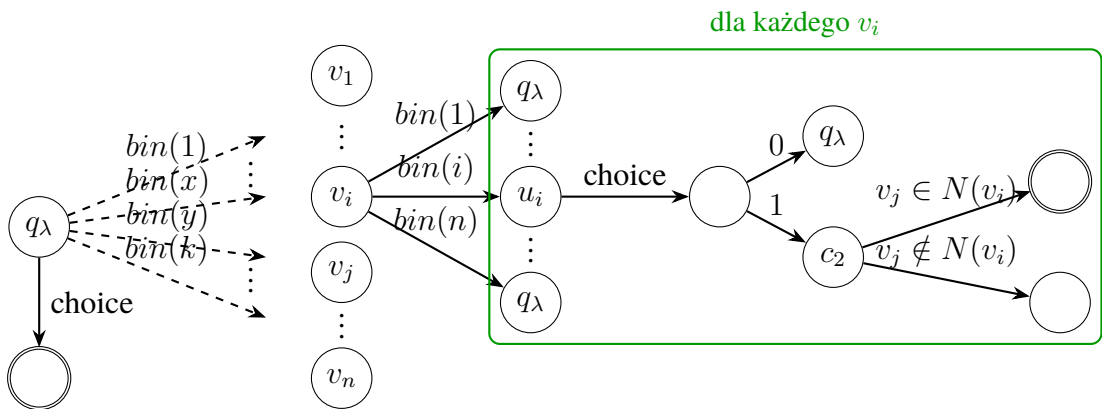 dla każdego v_i
v_1
q_λ
bin(1)
⋮
⋮
0
q_λ
bin(1)
bin(x)
bin(y)
bin(k)
⋮
⋮
q_λ
choice
v_i
bin(i)
bin(n)
u_i
choice
1
v_j ∈ N(v_i)
v_j ∉ N(v_i)
c_2
v_j
⋮
⋮
q_λ
v_n